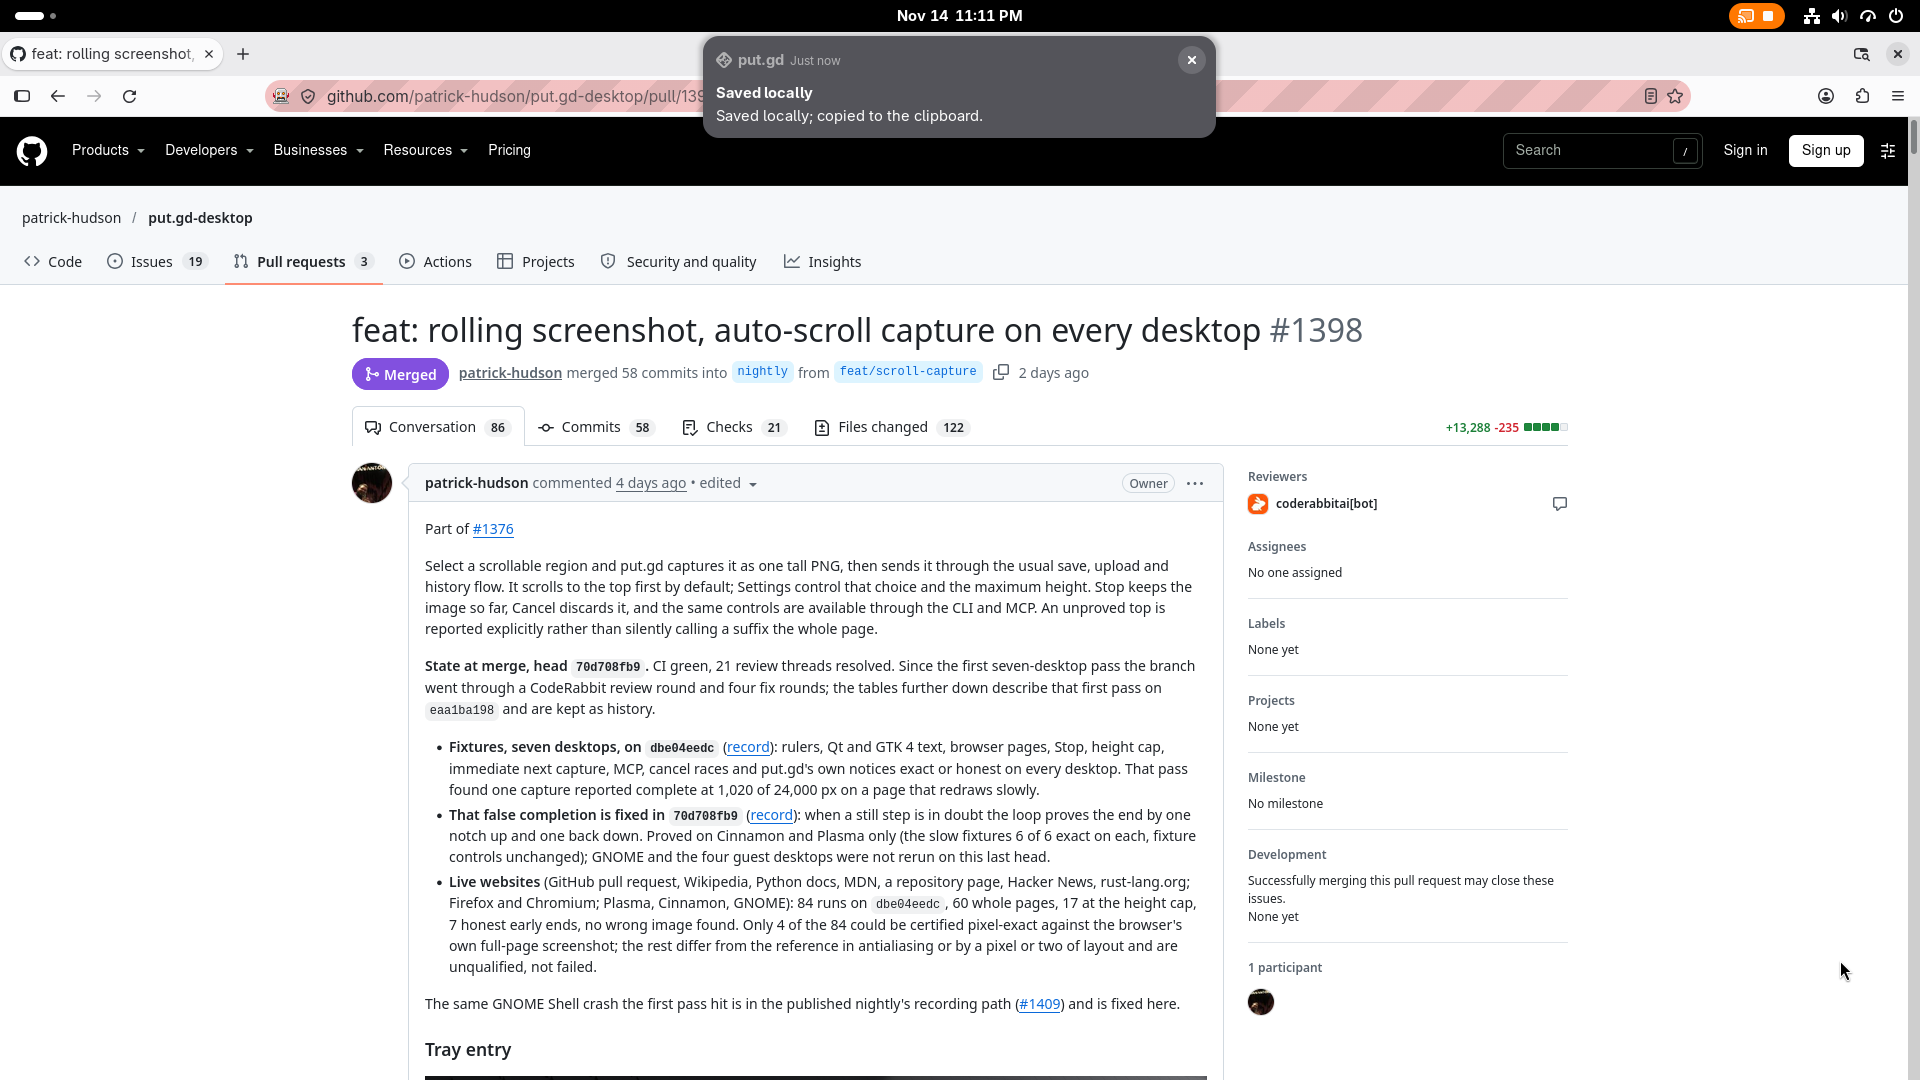 Nov 14 11:11 PM
feat: rolling screenshot,
put.gd Just now
Saved locally
Saved locally; copied to the clipboard.
github.com/patrick-hudson/put.gd-desktop/pull/139
Products Developers Businesses Resources Pricing
Search / Sign in Sign up
patrick-hudson / put.gd-desktop
Code Issues 19 Pull requests 3 Actions Projects Security and quality Insights
feat: rolling screenshot, auto-scroll capture on every desktop #1398
Merged patrick-hudson merged 58 commits into nightly from feat/scroll-capture 2 days ago
Conversation 86 Commits 58 Checks 21 Files changed 122
+13,288 -235
patrick-hudson commented 4 days ago • edited
Owner
Part of #1376
Select a scrollable region and put.gd captures it as one tall PNG, then sends it through the usual save, upload and
history flow. It scrolls to the top first by default; Settings control that choice and the maximum height. Stop keeps the
image so far, Cancel discards it, and the same controls are available through the CLI and MCP. An unproved top is
reported explicitly rather than silently calling a suffix the whole page.
State at merge, head 70d708fb9 . CI green, 21 review threads resolved. Since the first seven-desktop pass the branch
went through a CodeRabbit review round and four fix rounds; the tables further down describe that first pass on
eaa1ba198 and are kept as history.
• Fixtures, seven desktops, on dbe04eedc (record): rulers, Qt and GTK 4 text, browser pages, Stop, height cap,
immediate next capture, MCP, cancel races and put.gd's own notices exact or honest on every desktop. That pass
found one capture reported complete at 1,020 of 24,000 px on a page that redraws slowly.
• That false completion is fixed in 70d708fb9 (record): when a still step is in doubt the loop proves the end by one
notch up and one back down. Proved on Cinnamon and Plasma only (the slow fixtures 6 of 6 exact on each, fixture
controls unchanged); GNOME and the four guest desktops were not rerun on this last head.
• Live websites (GitHub pull request, Wikipedia, Python docs, MDN, a repository page, Hacker News, rust-lang.org;
Firefox and Chromium; Plasma, Cinnamon, GNOME): 84 runs on dbe04eedc , 60 whole pages, 17 at the height cap,
7 honest early ends, no wrong image found. Only 4 of the 84 could be certified pixel-exact against the browser's
own full-page screenshot; the rest differ from the reference in antialiasing or by a pixel or two of layout and are
unqualified, not failed.
The same GNOME Shell crash the first pass hit is in the published nightly's recording path (#1409) and is fixed here.
Tray entry
Reviewers
coderabbitai[bot]
Assignees
No one assigned
Labels
None yet
Projects
None yet
Milestone
No milestone
Development
Successfully merging this pull request may close these
issues.
None yet
1 participant